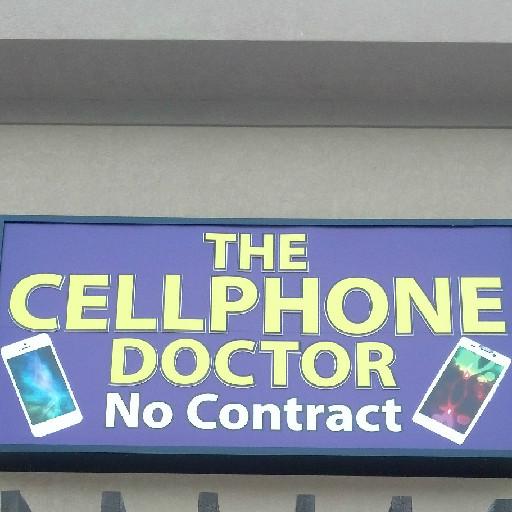 THE
CELLPHONE
DOCTOR
No Contract